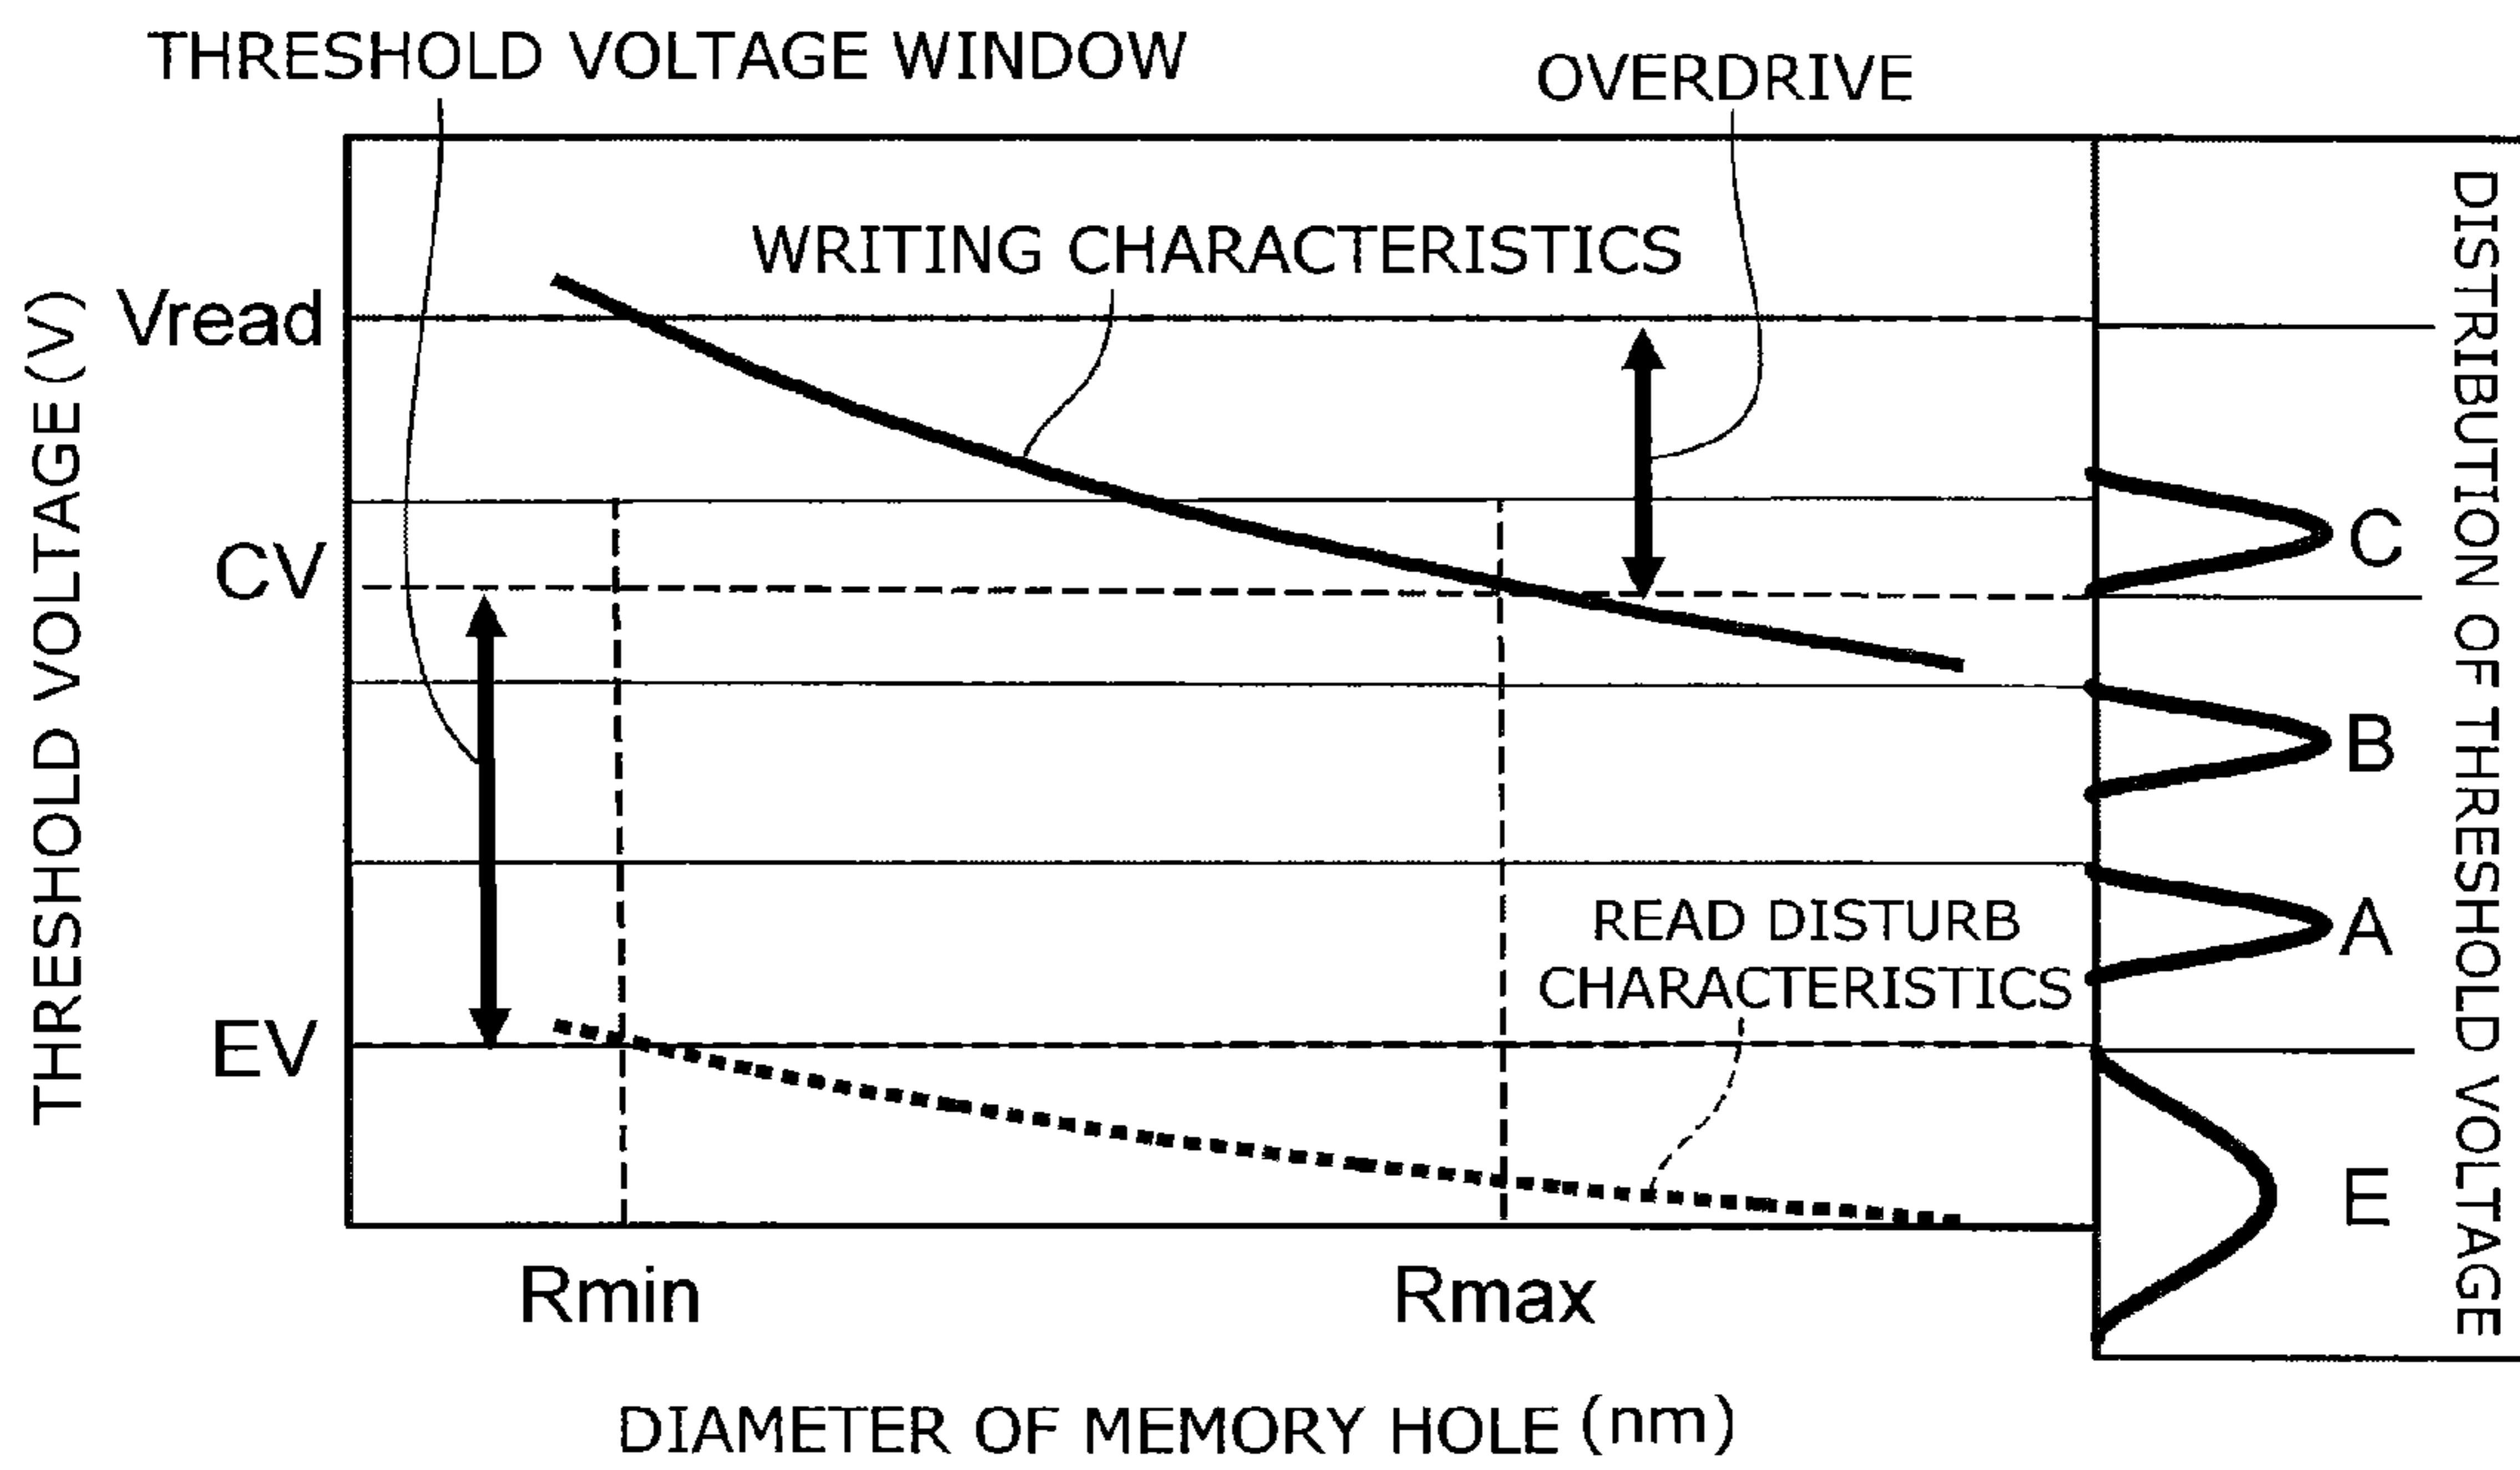 THRESHOLD VOLTAGE WINDOW
OVERDRIVE
WRITING CHARACTERISTICS
THRESHOLD VOLTAGE (V)
Vread
CV
EV
READ DISTURB
CHARACTERISTICS
C
B
A
E
DISTRIBUTION OF THRESHOLD VOLTAGE
Rmin
Rmax
DIAMETER OF MEMORY HOLE (nm)